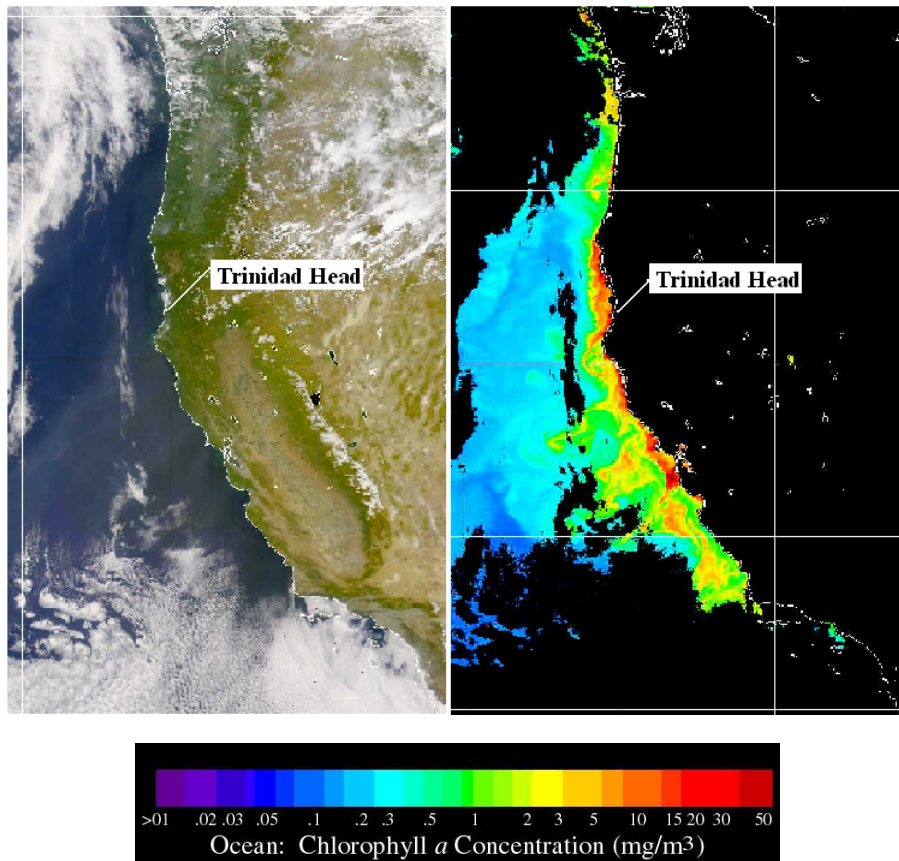 Trinidad Head
Trinidad Head
>01 .02 .03 .05 .1 .2 .3 .5 1 2 3 5 10 15 20 30 50
Ocean: Chlorophyll a Concentration (mg/m³)